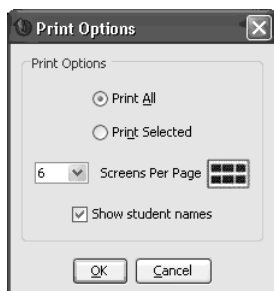 Print Options
Print Options
Print All
Print Selected
6 Screens Per Page
Show student names
OK Cancel